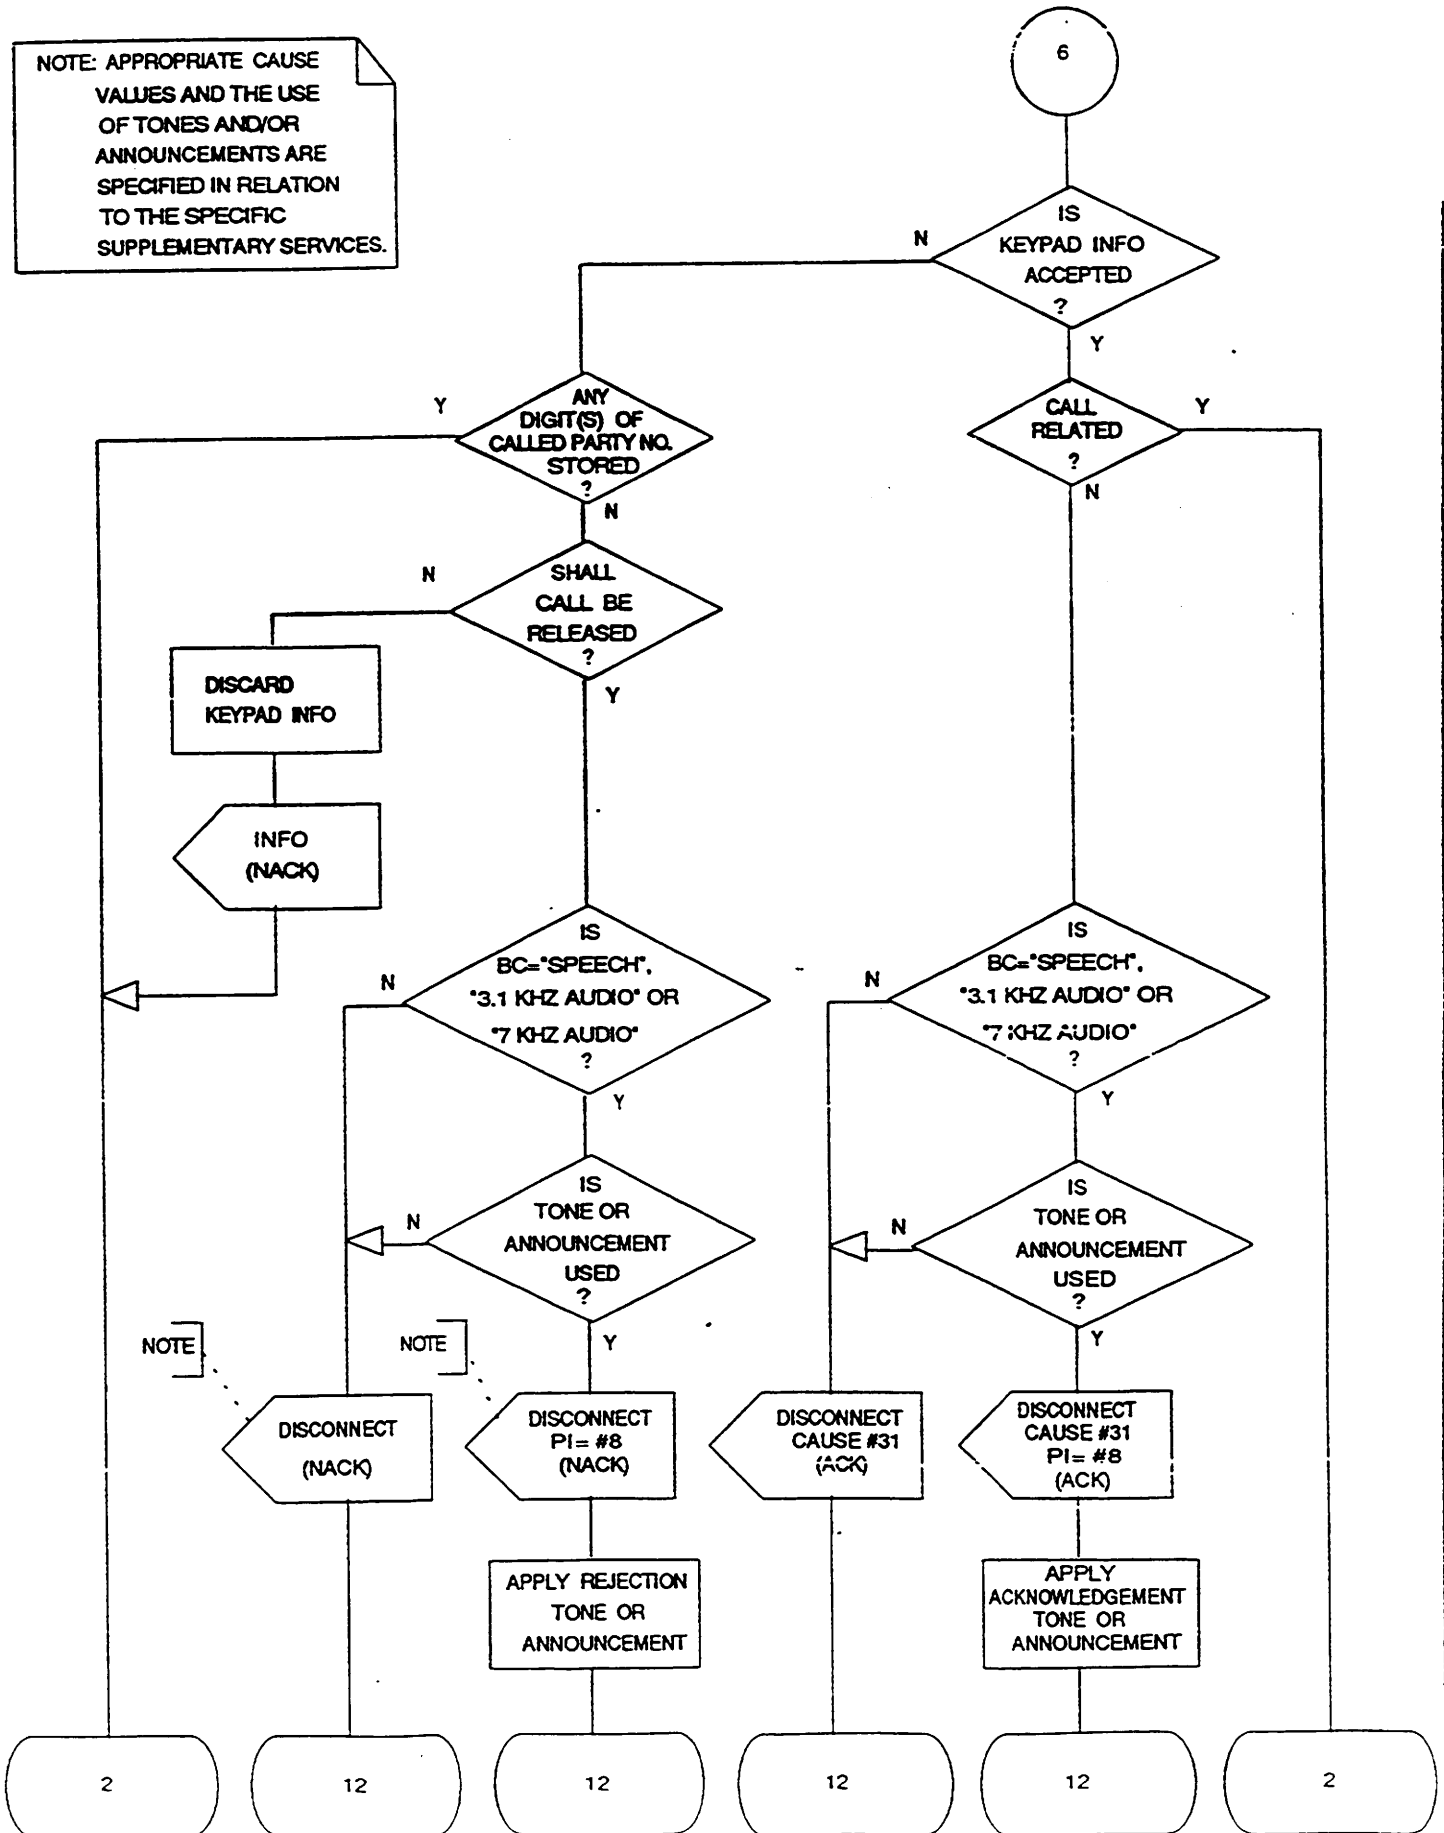 NOTE: APPROPRIATE CAUSE
VALUES AND THE USE
OF TONES AND/OR
ANNOUNCEMENTS ARE
SPECIFIED IN RELATION
TO THE SPECIFIC
SUPPLEMENTARY SERVICES.
6
IS
KEYPAD INFO
ACCEPTED
?
N
Y
ANY
DIGIT(S) OF
CALLED PARTY NO.
STORED
?
Y
N
CALL
RELATED
?
Y
N
SHALL
CALL BE
RELEASED
?
N
Y
DISCARD
KEYPAD INFO
INFO
(NACK)
IS
BC="SPEECH",
"3.1 KHZ AUDIO" OR
"7 KHZ AUDIO"
?
N
Y
IS
BC="SPEECH",
"3.1 KHZ AUDIO" OR
"7 KHZ AUDIO"
?
N
Y
IS
TONE OR
ANNOUNCEMENT
USED
?
N
Y
IS
TONE OR
ANNOUNCEMENT
USED
?
N
Y
NOTE
NOTE
DISCONNECT
(NACK)
DISCONNECT
PI= #8
(NACK)
DISCONNECT
CAUSE #31
(ACK)
DISCONNECT
CAUSE #31
PI= #8
(ACK)
APPLY REJECTION
TONE OR
ANNOUNCEMENT
APPLY
ACKNOWLEDGEMENT
TONE OR
ANNOUNCEMENT
2
12
12
12
12
2